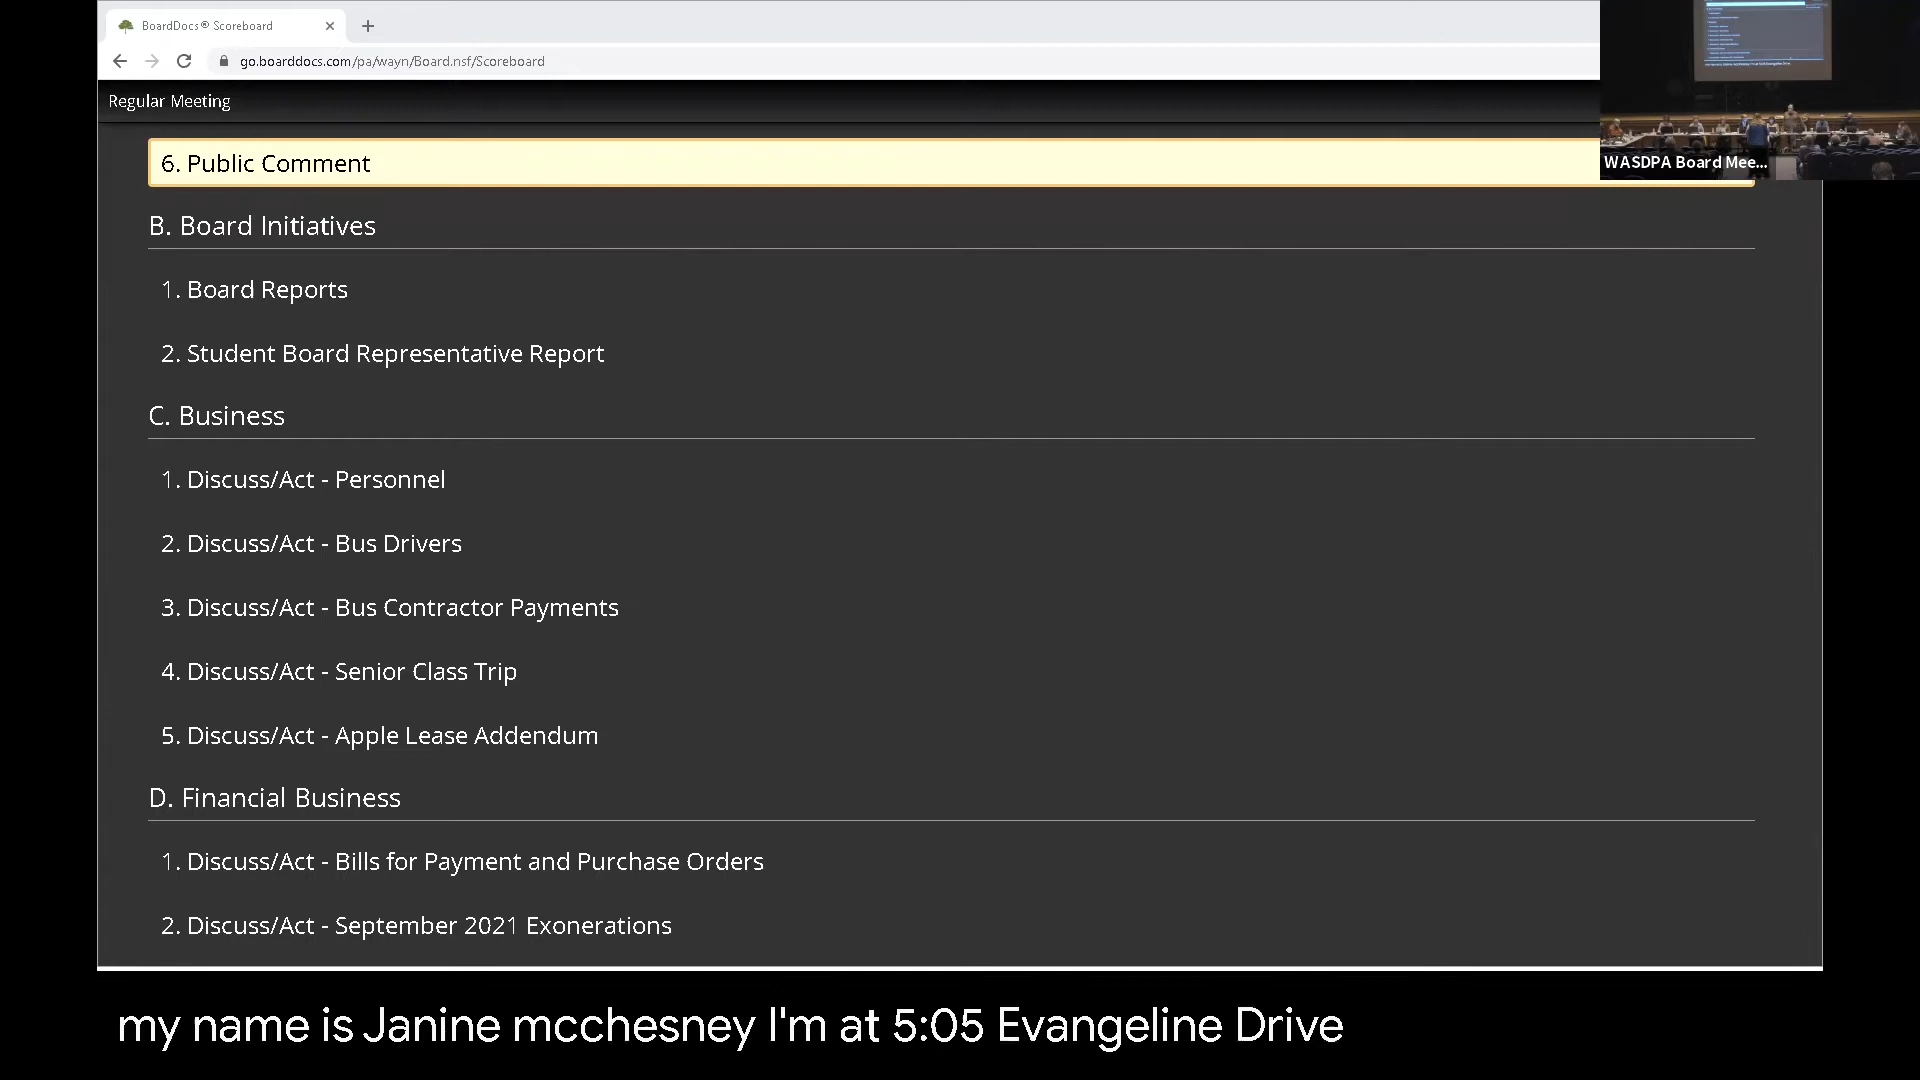 BoardDocs® Scoreboard
go.boarddocs.com/pa/wayn/Board.nsf/Scoreboard
Regular Meeting
6. Public Comment
WASDPA Board Mee...
B. Board Initiatives
1. Board Reports
2. Student Board Representative Report
C. Business
1. Discuss/Act - Personnel
2. Discuss/Act - Bus Drivers
3. Discuss/Act - Bus Contractor Payments
4. Discuss/Act - Senior Class Trip
5. Discuss/Act - Apple Lease Addendum
D. Financial Business
1. Discuss/Act - Bills for Payment and Purchase Orders
2. Discuss/Act - September 2021 Exonerations
my name is Janine mcchesney I'm at 5:05 Evangeline Drive